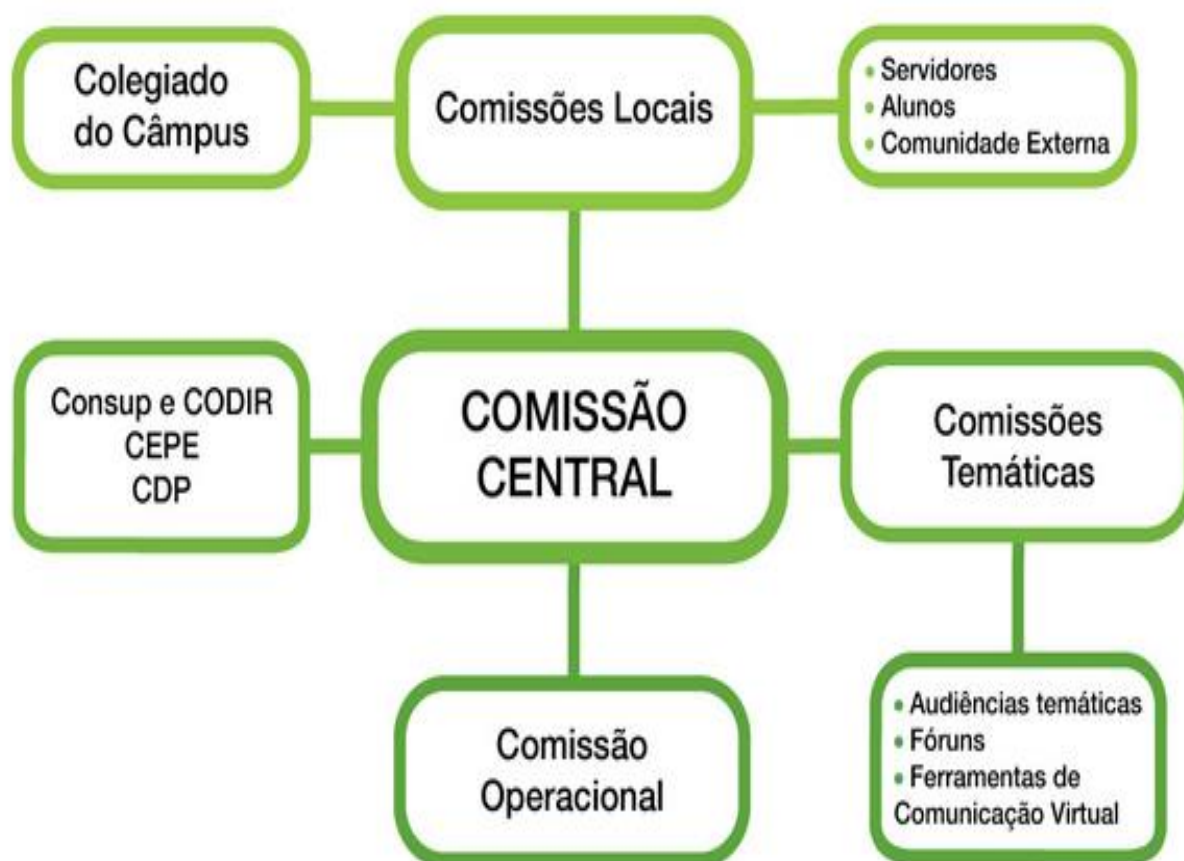 Colegiado
do Câmpus
Comissões Locais
• Servidores
• Alunos
• Comunidade Externa
Consup e CODIR
CEPE
CDP
COMISSÃO
CENTRAL
Comissões
Temáticas
Comissão
Operacional
• Audiências temáticas
• Fóruns
• Ferramentas de
Comunicação Virtual